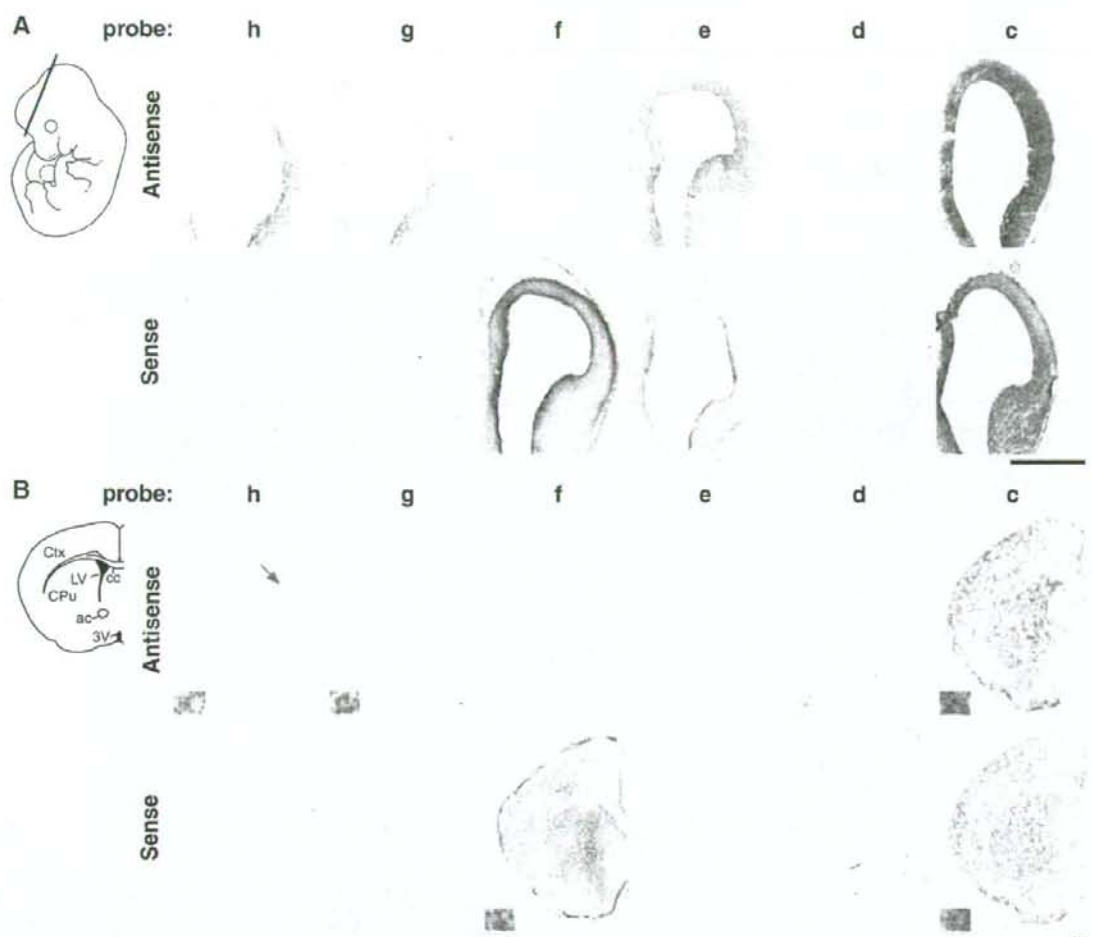 A probe: h g f e d c
Antisense
Sense
B probe: h g f e d c
Ctx
LV cc
CPu
ac
3V
Antisense
Sense